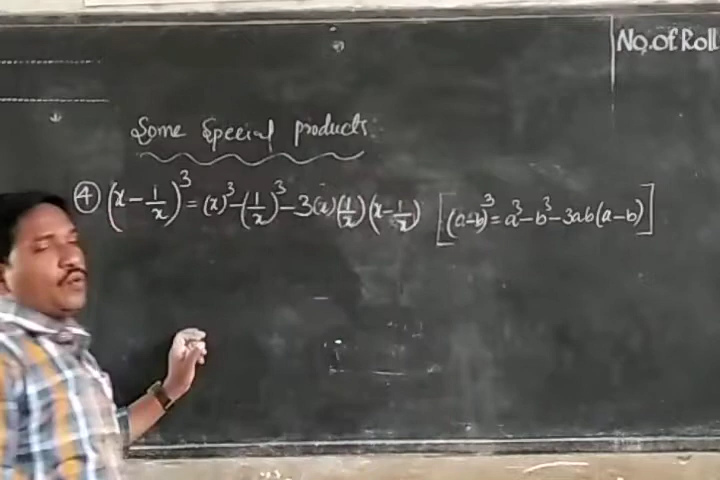 No. of Roll
Some Special products:
④ (x - 1/x)³ = (x)³ - (1/x)³ - 3(x)(1/x)(x - 1/x) [(a-b)³ = a³ - b³ - 3ab(a-b)]